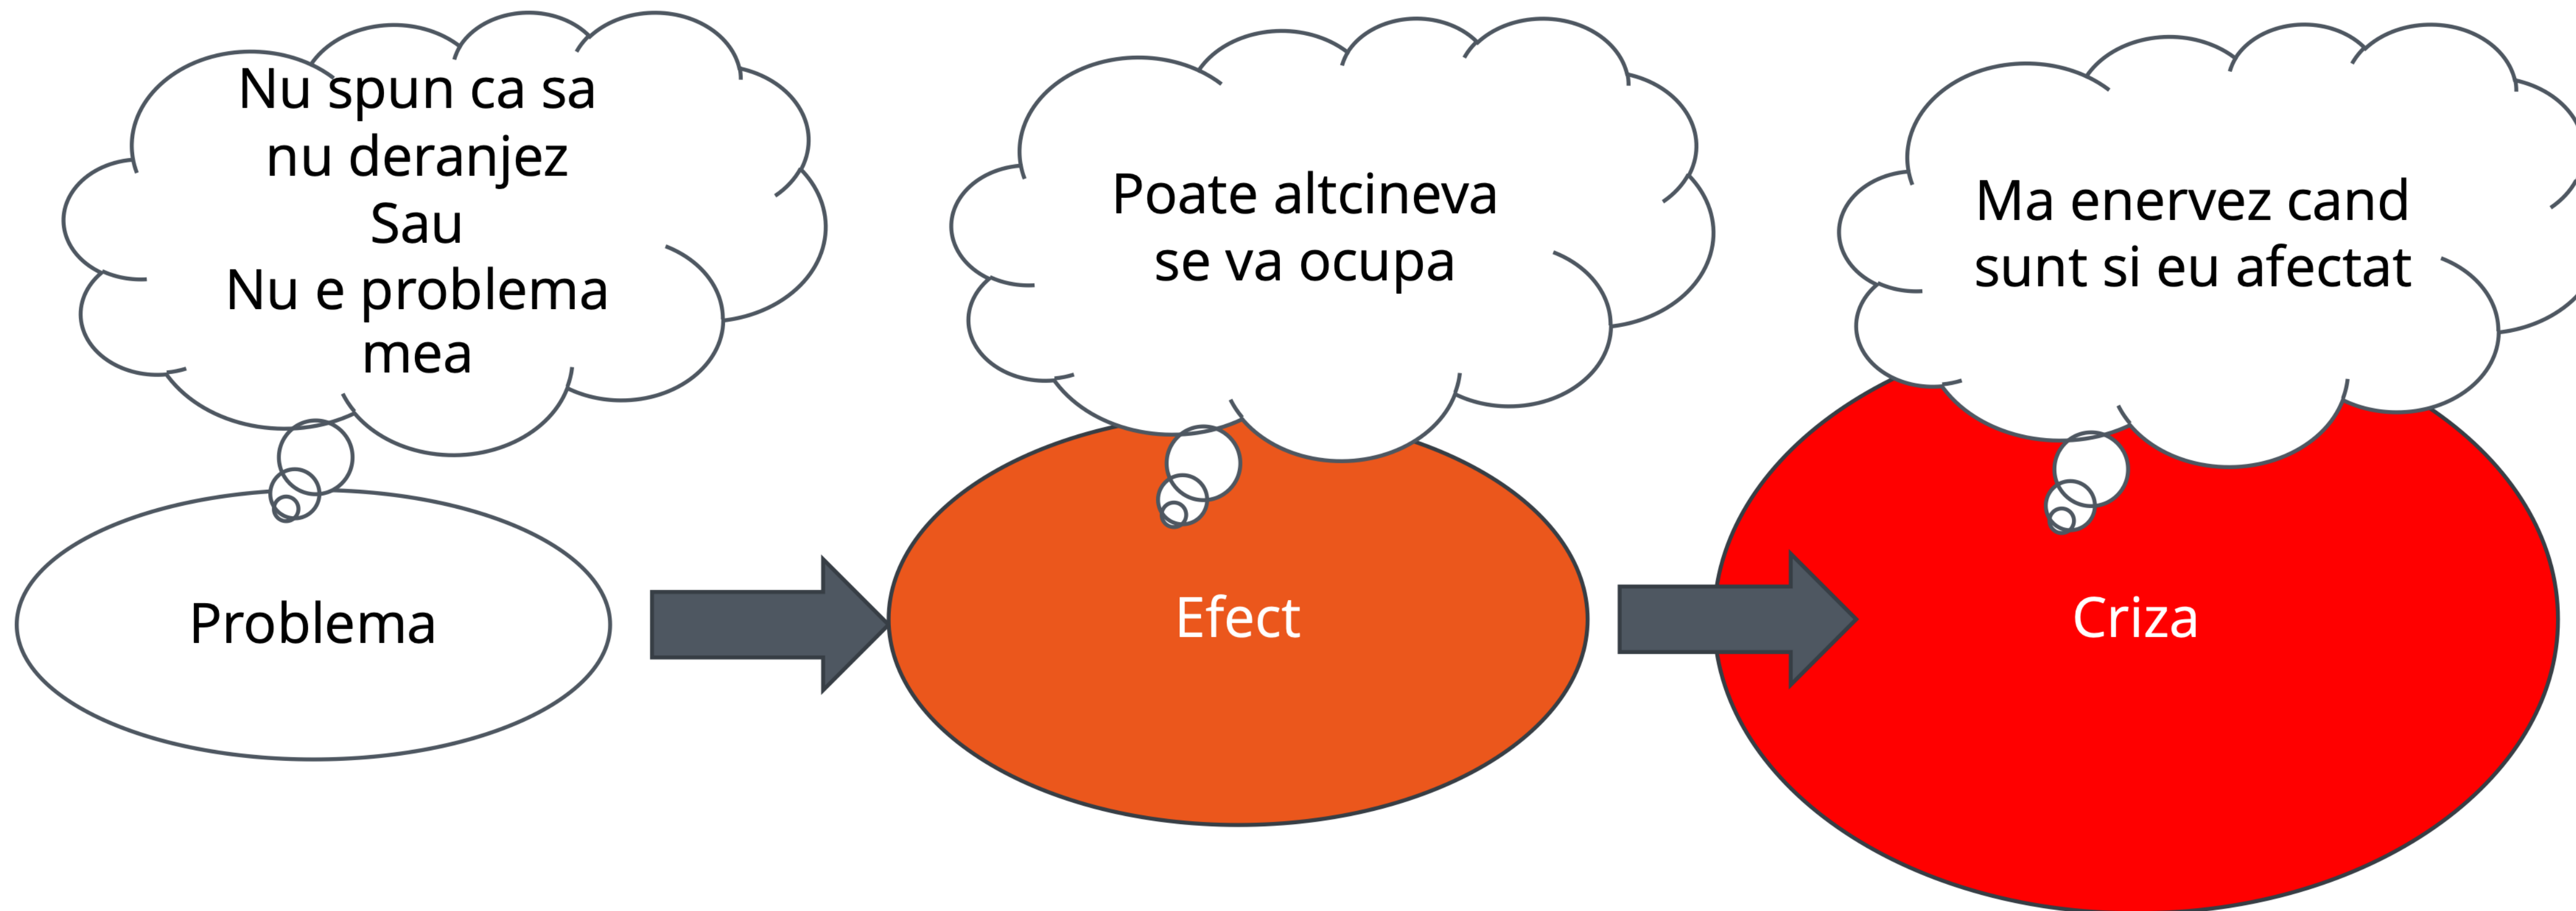 Nu spun ca sa
nu deranjez
Sau
Nu e problema
mea
Poate altcineva
se va ocupa
Ma enervez cand
sunt si eu afectat
Problema
Efect
Criza